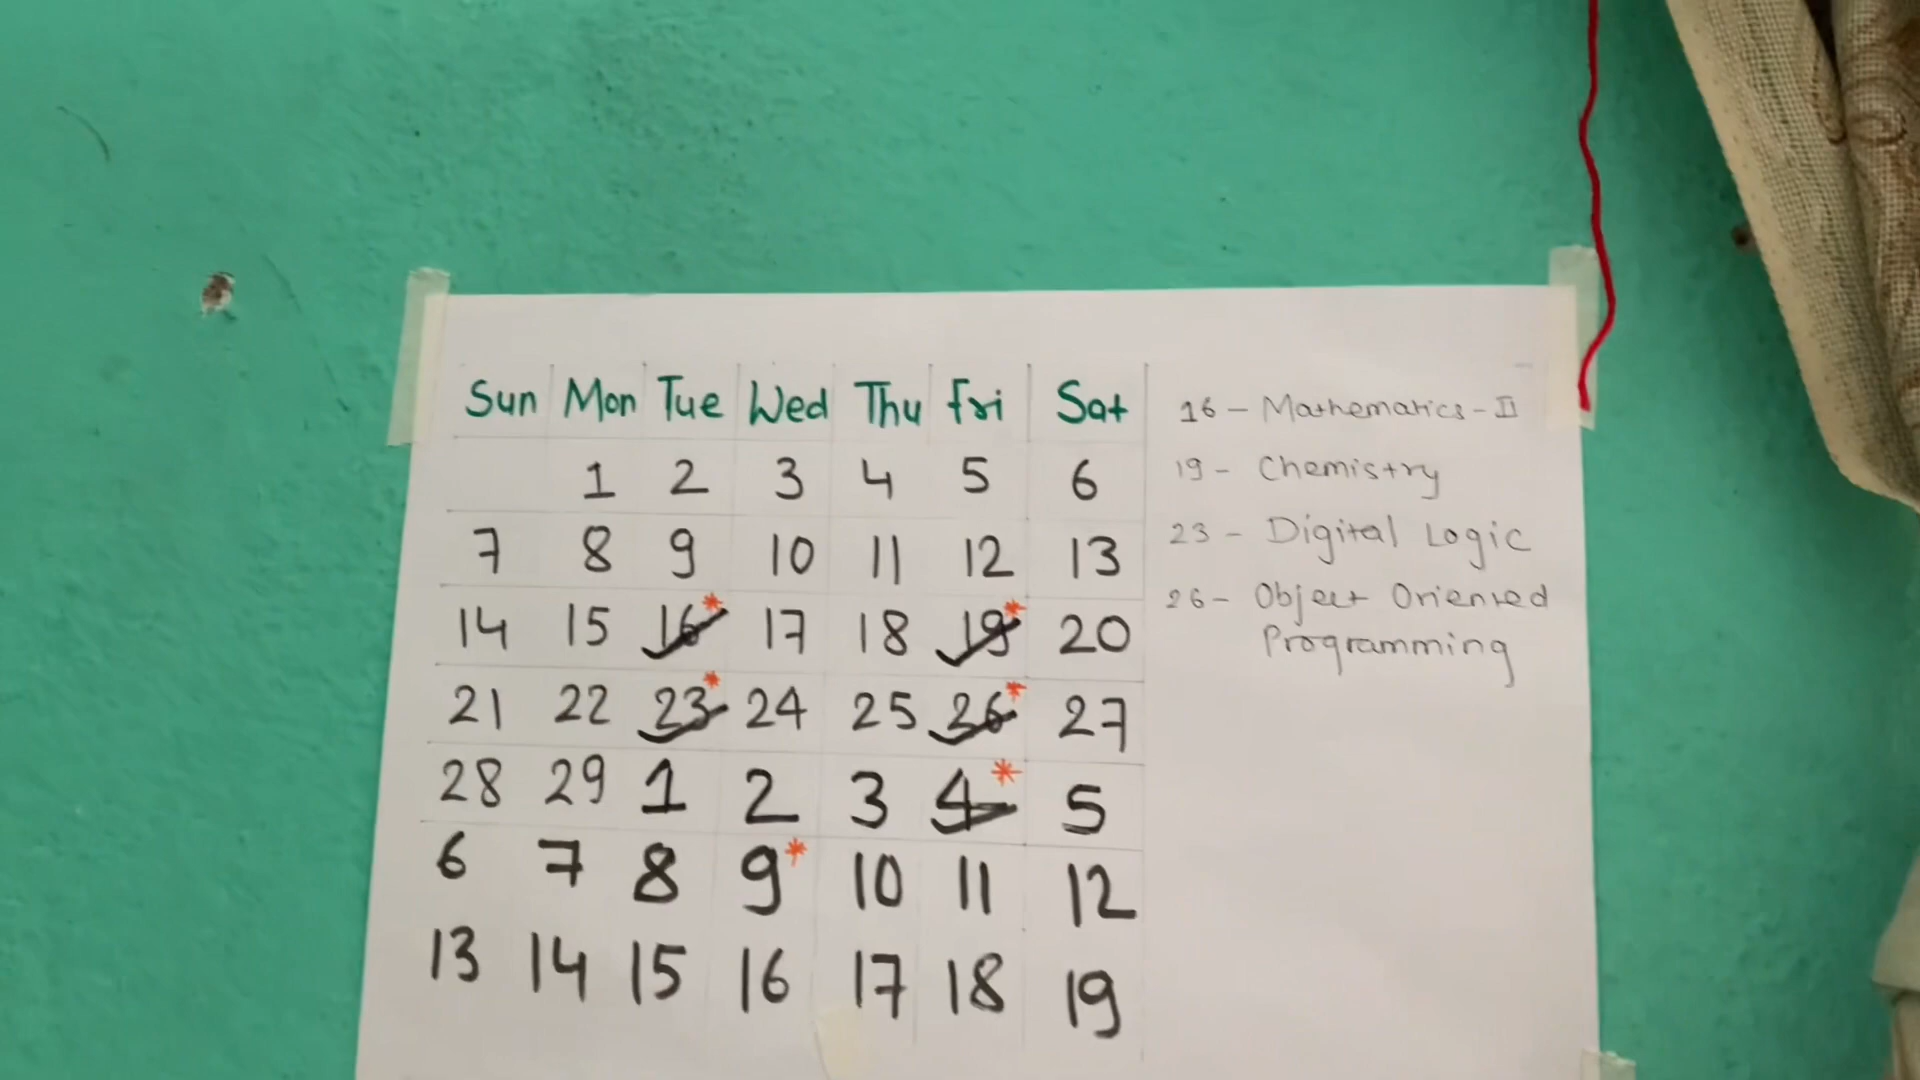 Sun Mon Tue Wed Thu Fri Sat
1 2 3 4 5 6
7 8 9 10 11 12 13
14 15 16* 17 18 19* 20
21 22 23* 24 25 26* 27
28 29 1 2 3 4* 5
6 7 8 9* 10 11 12
13 14 15 16 17 18 19
16 - Mathematics - II
19 - Chemistry
23 - Digital Logic
26 - Object Oriented
Programming